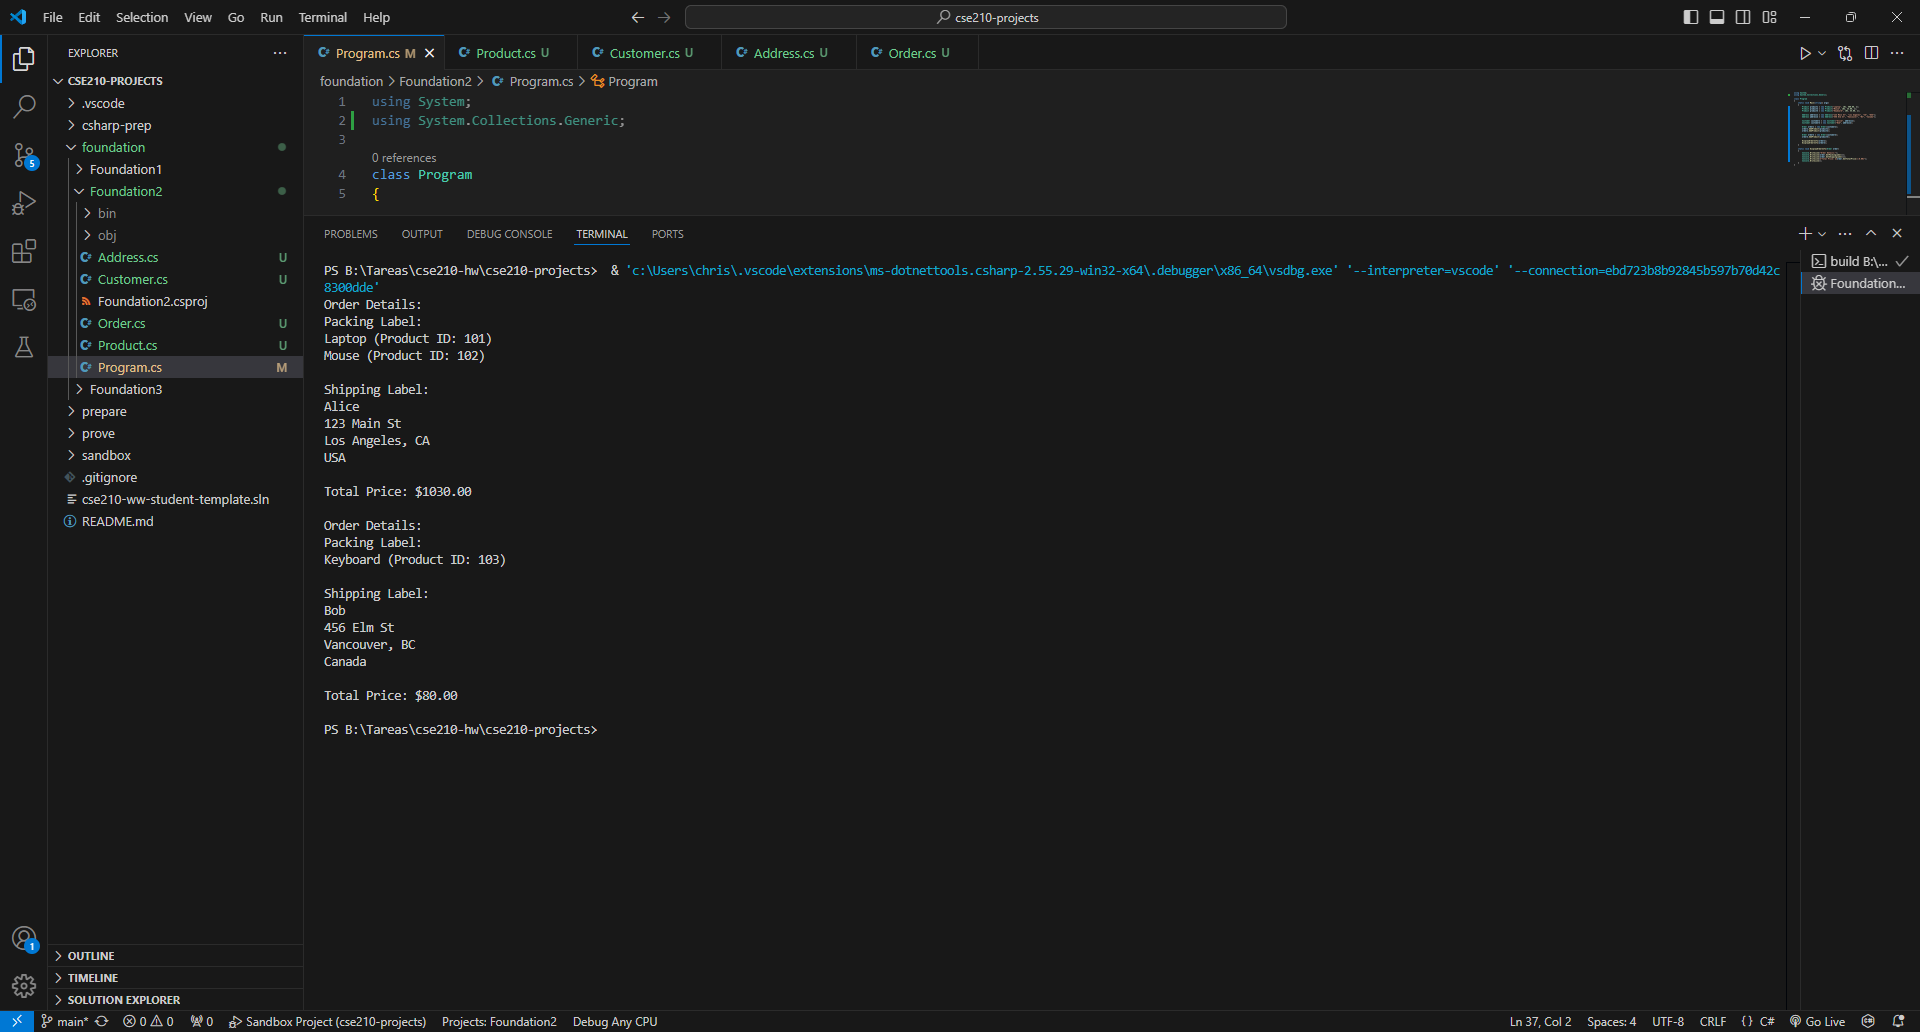 File Edit Selection View Go Run Terminal Help
cse210-projects
EXPLORER
CSE210-PROJECTS
.vscode
csharp-prep
foundation
Foundation1
Foundation2
bin
obj
Address.cs U
Customer.cs U
Foundation2.csproj
Order.cs U
Product.cs U
Program.cs M
Foundation3
prepare
prove
sandbox
.gitignore
cse210-ww-student-template.sln
README.md
OUTLINE
TIMELINE
SOLUTION EXPLORER
5
1
Program.cs M Product.cs U Customer.cs U Address.cs U Order.cs U
foundation > Foundation2 > Program.cs > Program
1 using System;
2 using System.Collections.Generic;
3
0 references
4 class Program
5 {
PROBLEMS OUTPUT DEBUG CONSOLE TERMINAL PORTS
PS B:\Tareas\cse210-hw\cse210-projects>  & 'c:\Users\chris\.vscode\extensions\ms-dotnettools.csharp-2.55.29-win32-x64\.debugger\x86_64\vsdbg.exe' '--interpreter=vscode' '--connection=ebd723b8b92845b597b70d42c
8300dde'
Order Details:
Packing Label:
Laptop (Product ID: 101)
Mouse (Product ID: 102)
Shipping Label:
Alice
123 Main St
Los Angeles, CA
USA
Total Price: $1030.00
Order Details:
Packing Label:
Keyboard (Product ID: 103)
Shipping Label:
Bob
456 Elm St
Vancouver, BC
Canada
Total Price: $80.00
PS B:\Tareas\cse210-hw\cse210-projects>
build B:\...
Foundation...
main* 0 0 0 Sandbox Project (cse210-projects) Projects: Foundation2 Debug Any CPU Ln 37, Col 2 Spaces: 4 UTF-8 CRLF {} C# Go Live